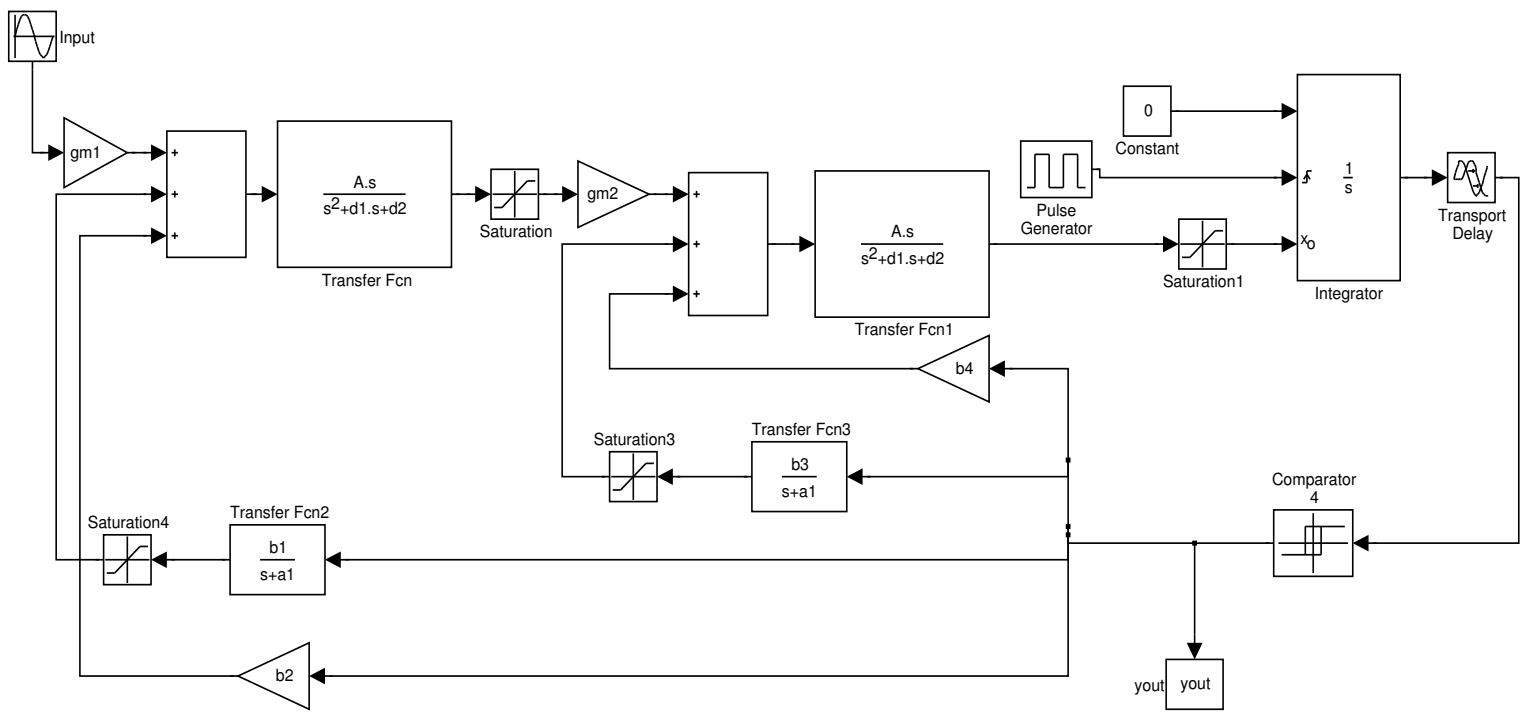 Input
gm1
+
+
+
A.s
s2+d1.s+d2
Transfer Fcn
Saturation
gm2
+
+
+
A.s
s2+d1.s+d2
Transfer Fcn1
0
Constant
Pulse
Generator
Saturation1
1
s
xo
Integrator
Transport
Delay
b4
Saturation3
Transfer Fcn3
b3
s+a1
Comparator
4
Saturation4
Transfer Fcn2
b1
s+a1
b2
yout
yout